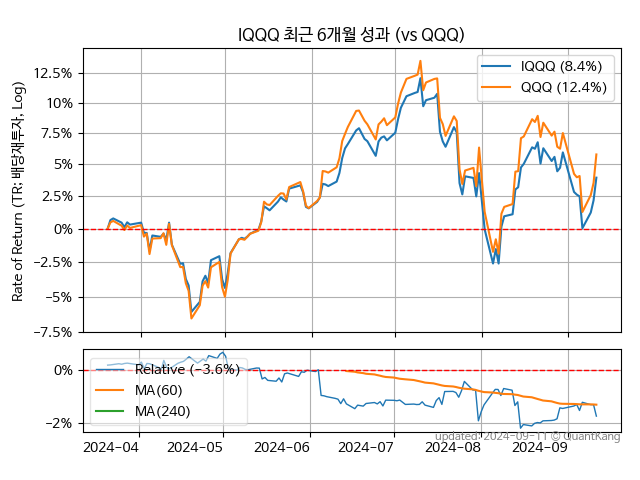 IQQQ 최근 6개월 성과 (vs QQQ)
Rate of Return (TR: 배당재투자, Log)
12.5%
10%
7.5%
5%
2.5%
0%
−2.5%
−5%
−7.5%
IQQQ (8.4%)
QQQ (12.4%)
0%
−2%
Relative (−3.6%)
MA(60)
MA(240)
updated: 2024-09-11 © QuantKang
2024-04
2024-05
2024-06
2024-07
2024-08
2024-09